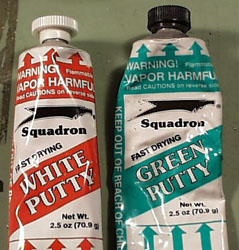 WARNING! Flammable
VAPOR HARMFUL
Read CAUTIONS on reverse side
Squadron
FAST DRYING
WHITE
PUTTY
Net Wt.
2.5 oz (70.9 g)
WARNING! Flammable
VAPOR HARMFUL
Read CAUTIONS on reverse side
KEEP OUT OF REACH OF
Squadron
FAST DRYING
GREEN
PUTTY
Net Wt.
2.5 oz (70.9 g)